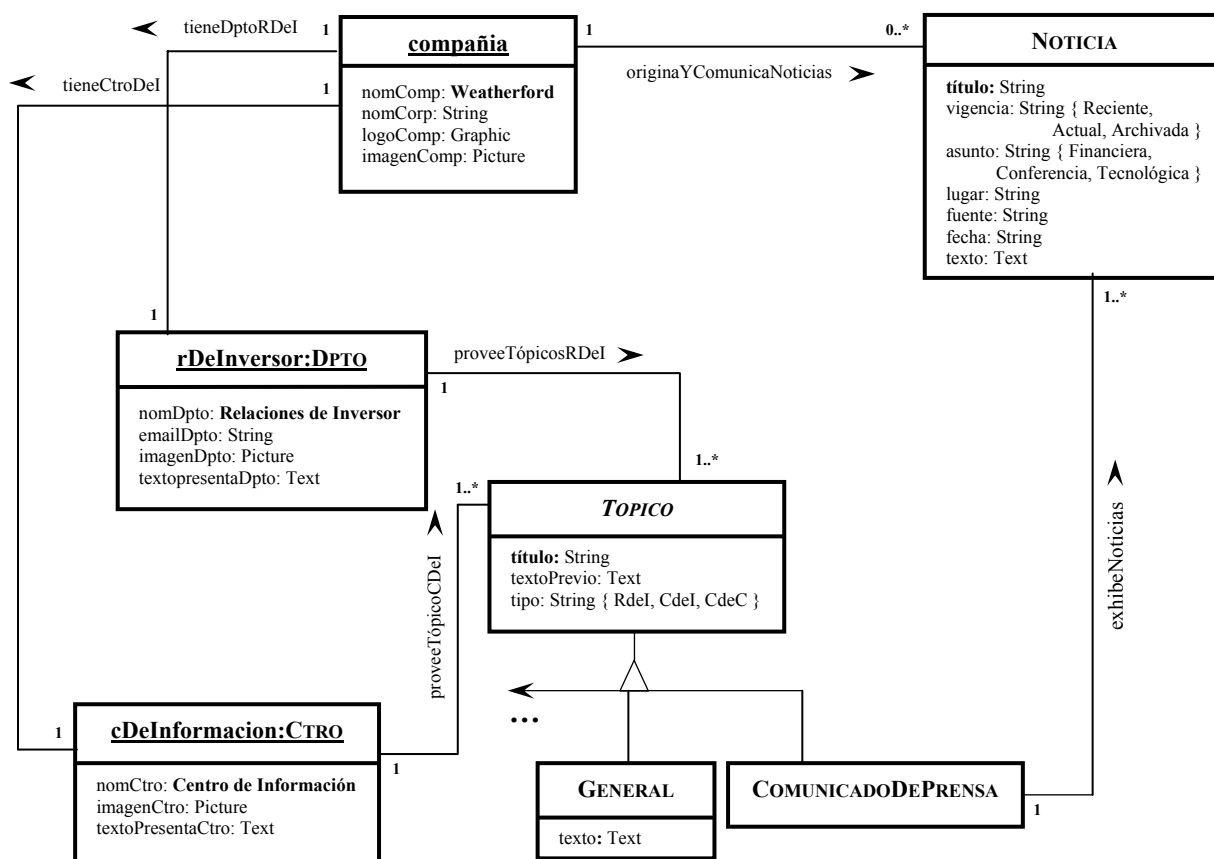 tieneDptoRDeI
1
tieneCtroDeI
1
compañia
nomComp: Weatherford
nomCorp: String
logoComp: Graphic
imagenComp: Picture
1
originaYComunicaNoticias
0..*
NOTICIA
título: String
vigencia: String { Reciente,
Actual, Archivada }
asunto: String { Financiera,
Conferencia, Tecnológica }
lugar: String
fuente: String
fecha: String
texto: Text
1..*
1
rDeInversor:DPTO
nomDpto: Relaciones de Inversor
emailDpto: String
imagenDpto: Picture
textopresentaDpto: Text
proveeTópicosRDeI
1
1..*
1..*
TOPICO
título: String
textoPrevio: Text
tipo: String { RdeI, CdeI, CdeC }
proveeTópicoCDeI
exhibeNoticias
...
1
cDeInformacion:CTRO
nomCtro: Centro de Información
imagenCtro: Picture
textoPresentaCtro: Text
1
GENERAL
texto: Text
COMUNICADODEPRENSA
1